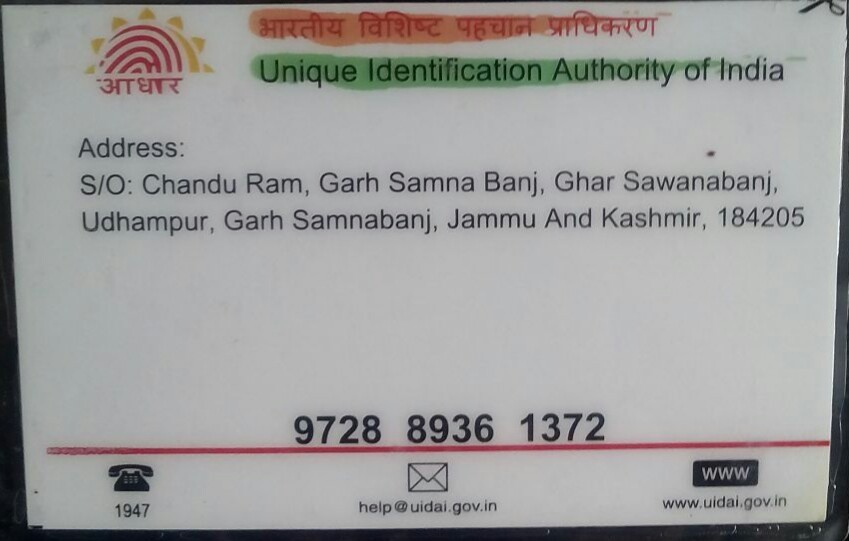 भारतीय विशिष्ट पहचान प्राधिकरण
Unique Identification Authority of India
आधार
Address:
S/O: Chandu Ram, Garh Samna Banj, Ghar Sawanabanj,
Udhampur, Garh Samnabanj, Jammu And Kashmir, 184205
9728 8936 1372
www
1947
help@uidai.gov.in
www.uidai.gov.in